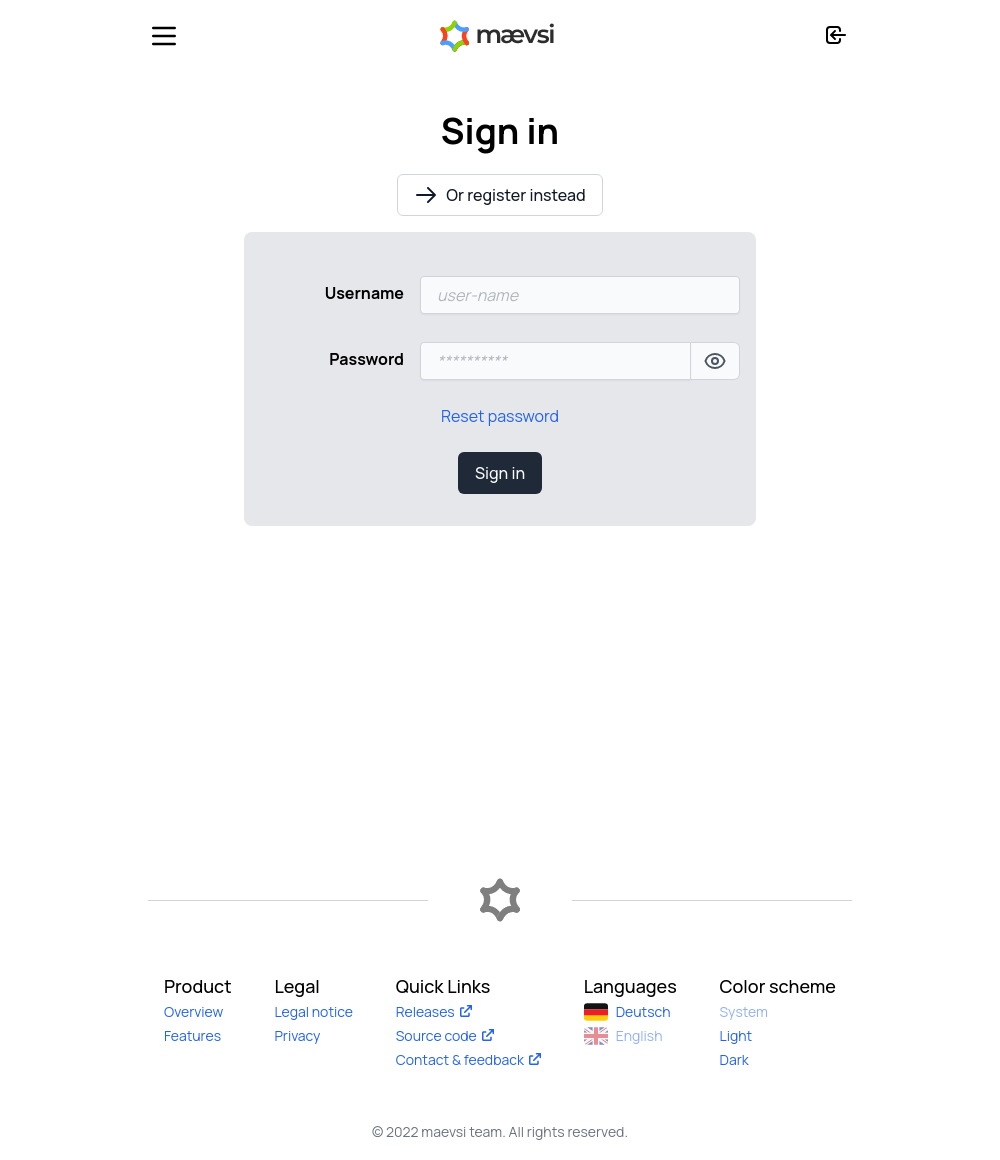 mævsi
Sign in
Or register instead
Username
user-name
Password
**********
Reset password
Sign in
Product
Overview
Features
Legal
Legal notice
Privacy
Quick Links
Releases
Source code
Contact & feedback
Languages
Deutsch
English
Color scheme
System
Light
Dark
© 2022 maevsi team. All rights reserved.